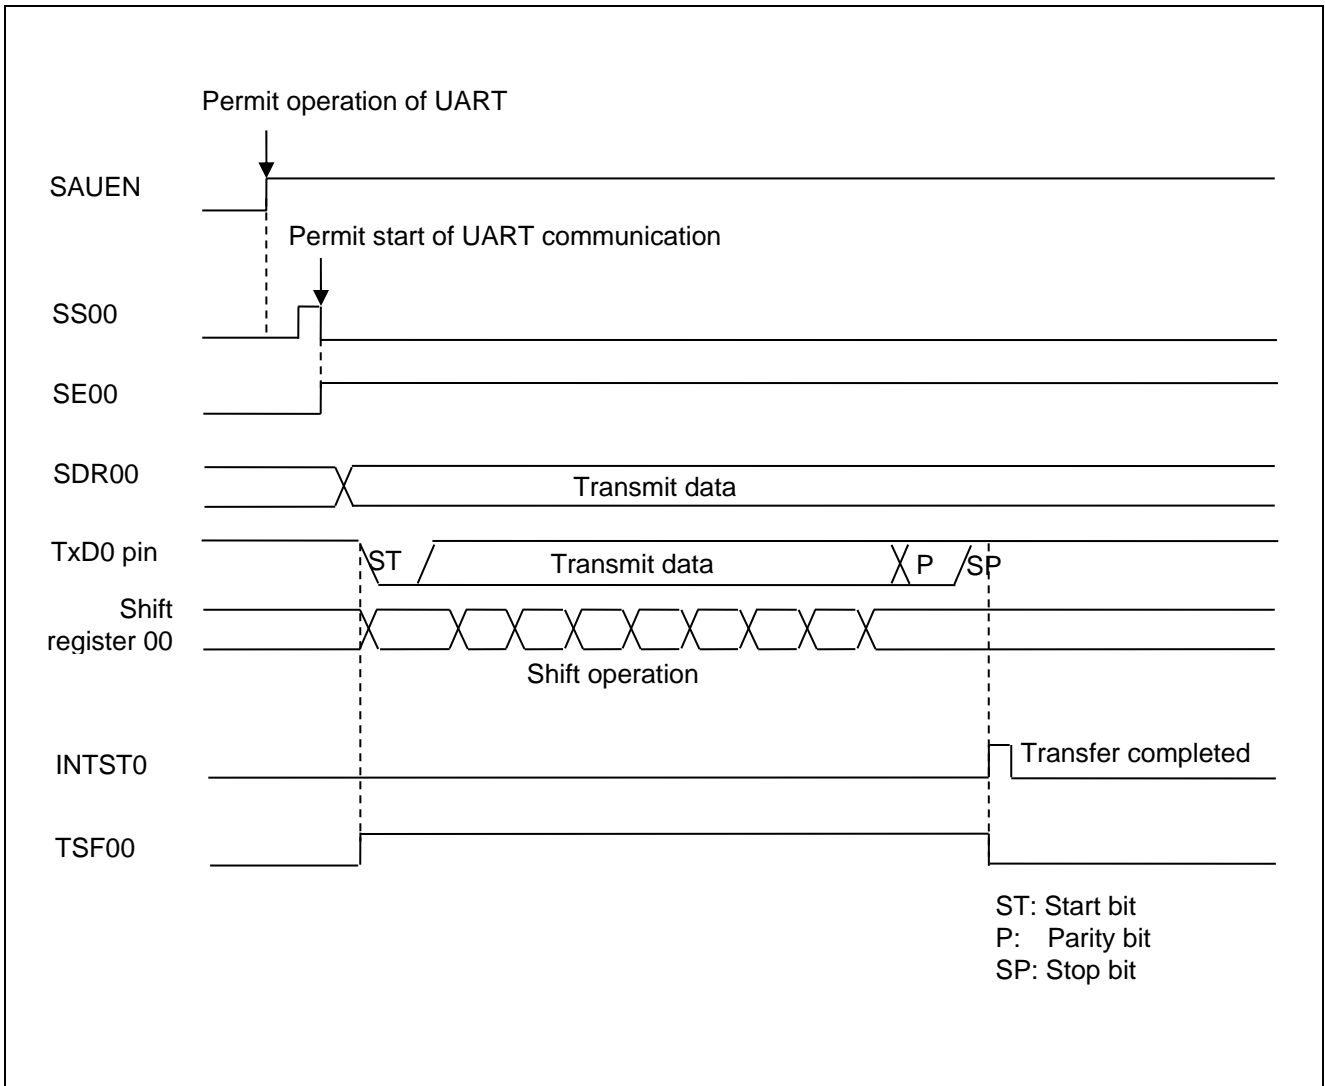 Permit operation of UART
SAUEN
Permit start of UART communication
SS00
SE00
SDR00
Transmit data
TxD0 pin
ST
Transmit data
P
SP
Shift
register 00
Shift operation
INTST0
Transfer completed
TSF00
ST: Start bit
P: Parity bit
SP: Stop bit